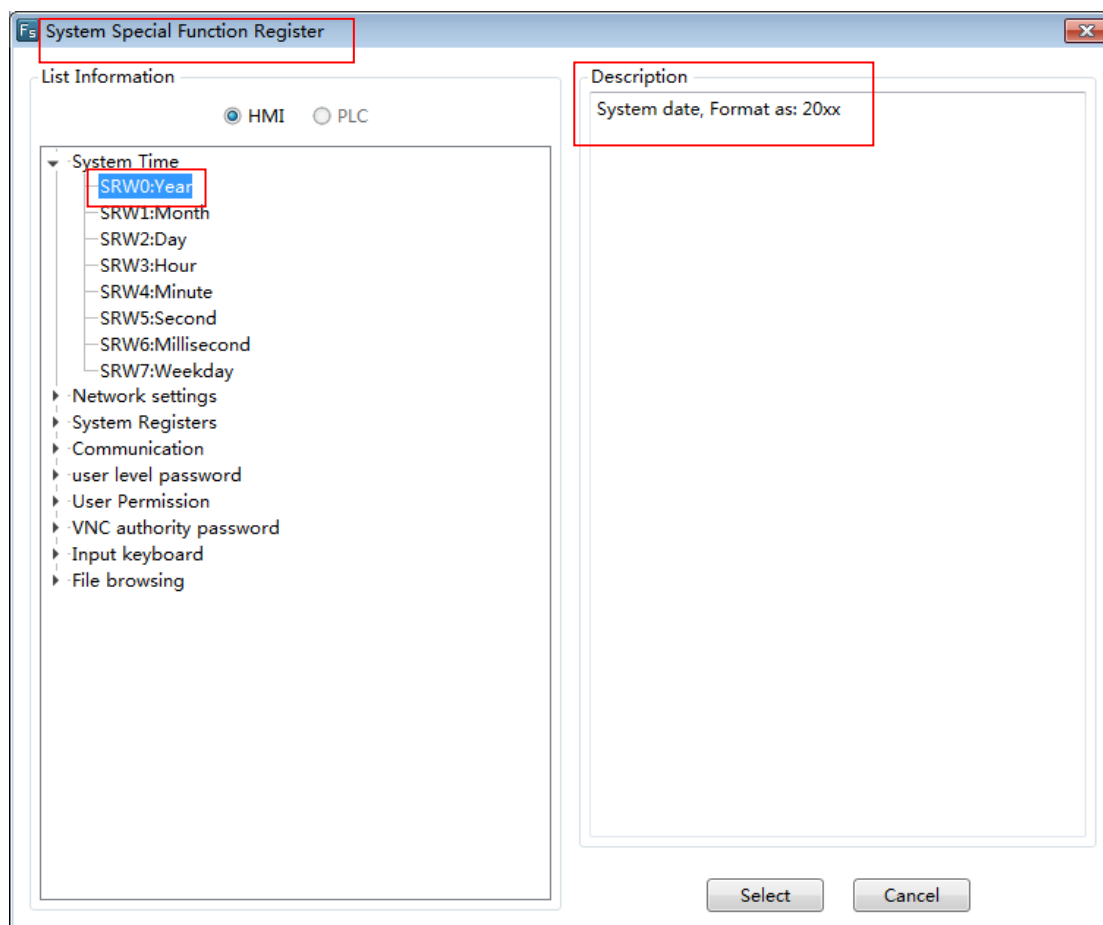 Fs System Special Function Register
List Information
HMI PLC
System Time
SRW0:Year
SRW1:Month
SRW2:Day
SRW3:Hour
SRW4:Minute
SRW5:Second
SRW6:Millisecond
SRW7:Weekday
Network settings
System Registers
Communication
user level password
User Permission
VNC authority password
Input keyboard
File browsing
Description
System date, Format as: 20xx
Select Cancel